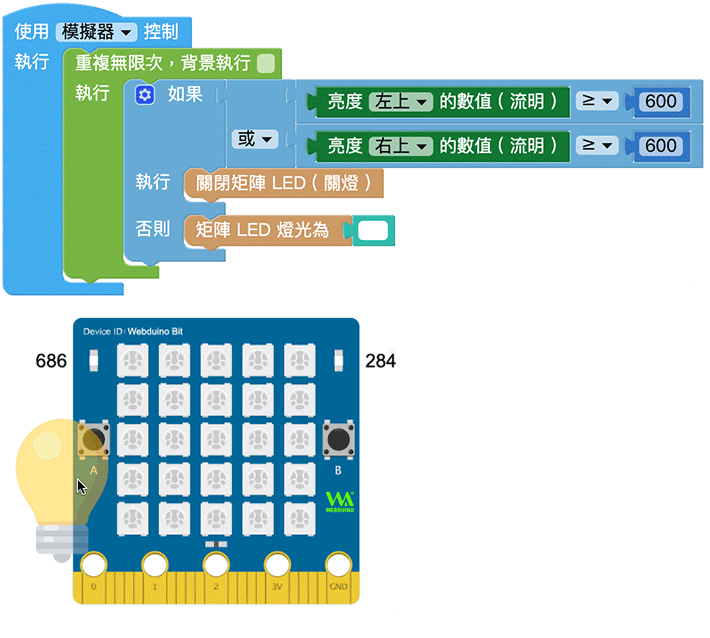 使用 模擬器 控制
執行 重複無限次，背景執行
執行 如果 亮度 左上 的數值（流明） ≥ 600
或 亮度 右上 的數值（流明） ≥ 600
執行 關閉矩陣 LED（關燈）
否則 矩陣 LED 燈光為
Device ID: Webduino Bit
686 284
A B
WEBDUINO
0 1 2 3V GND